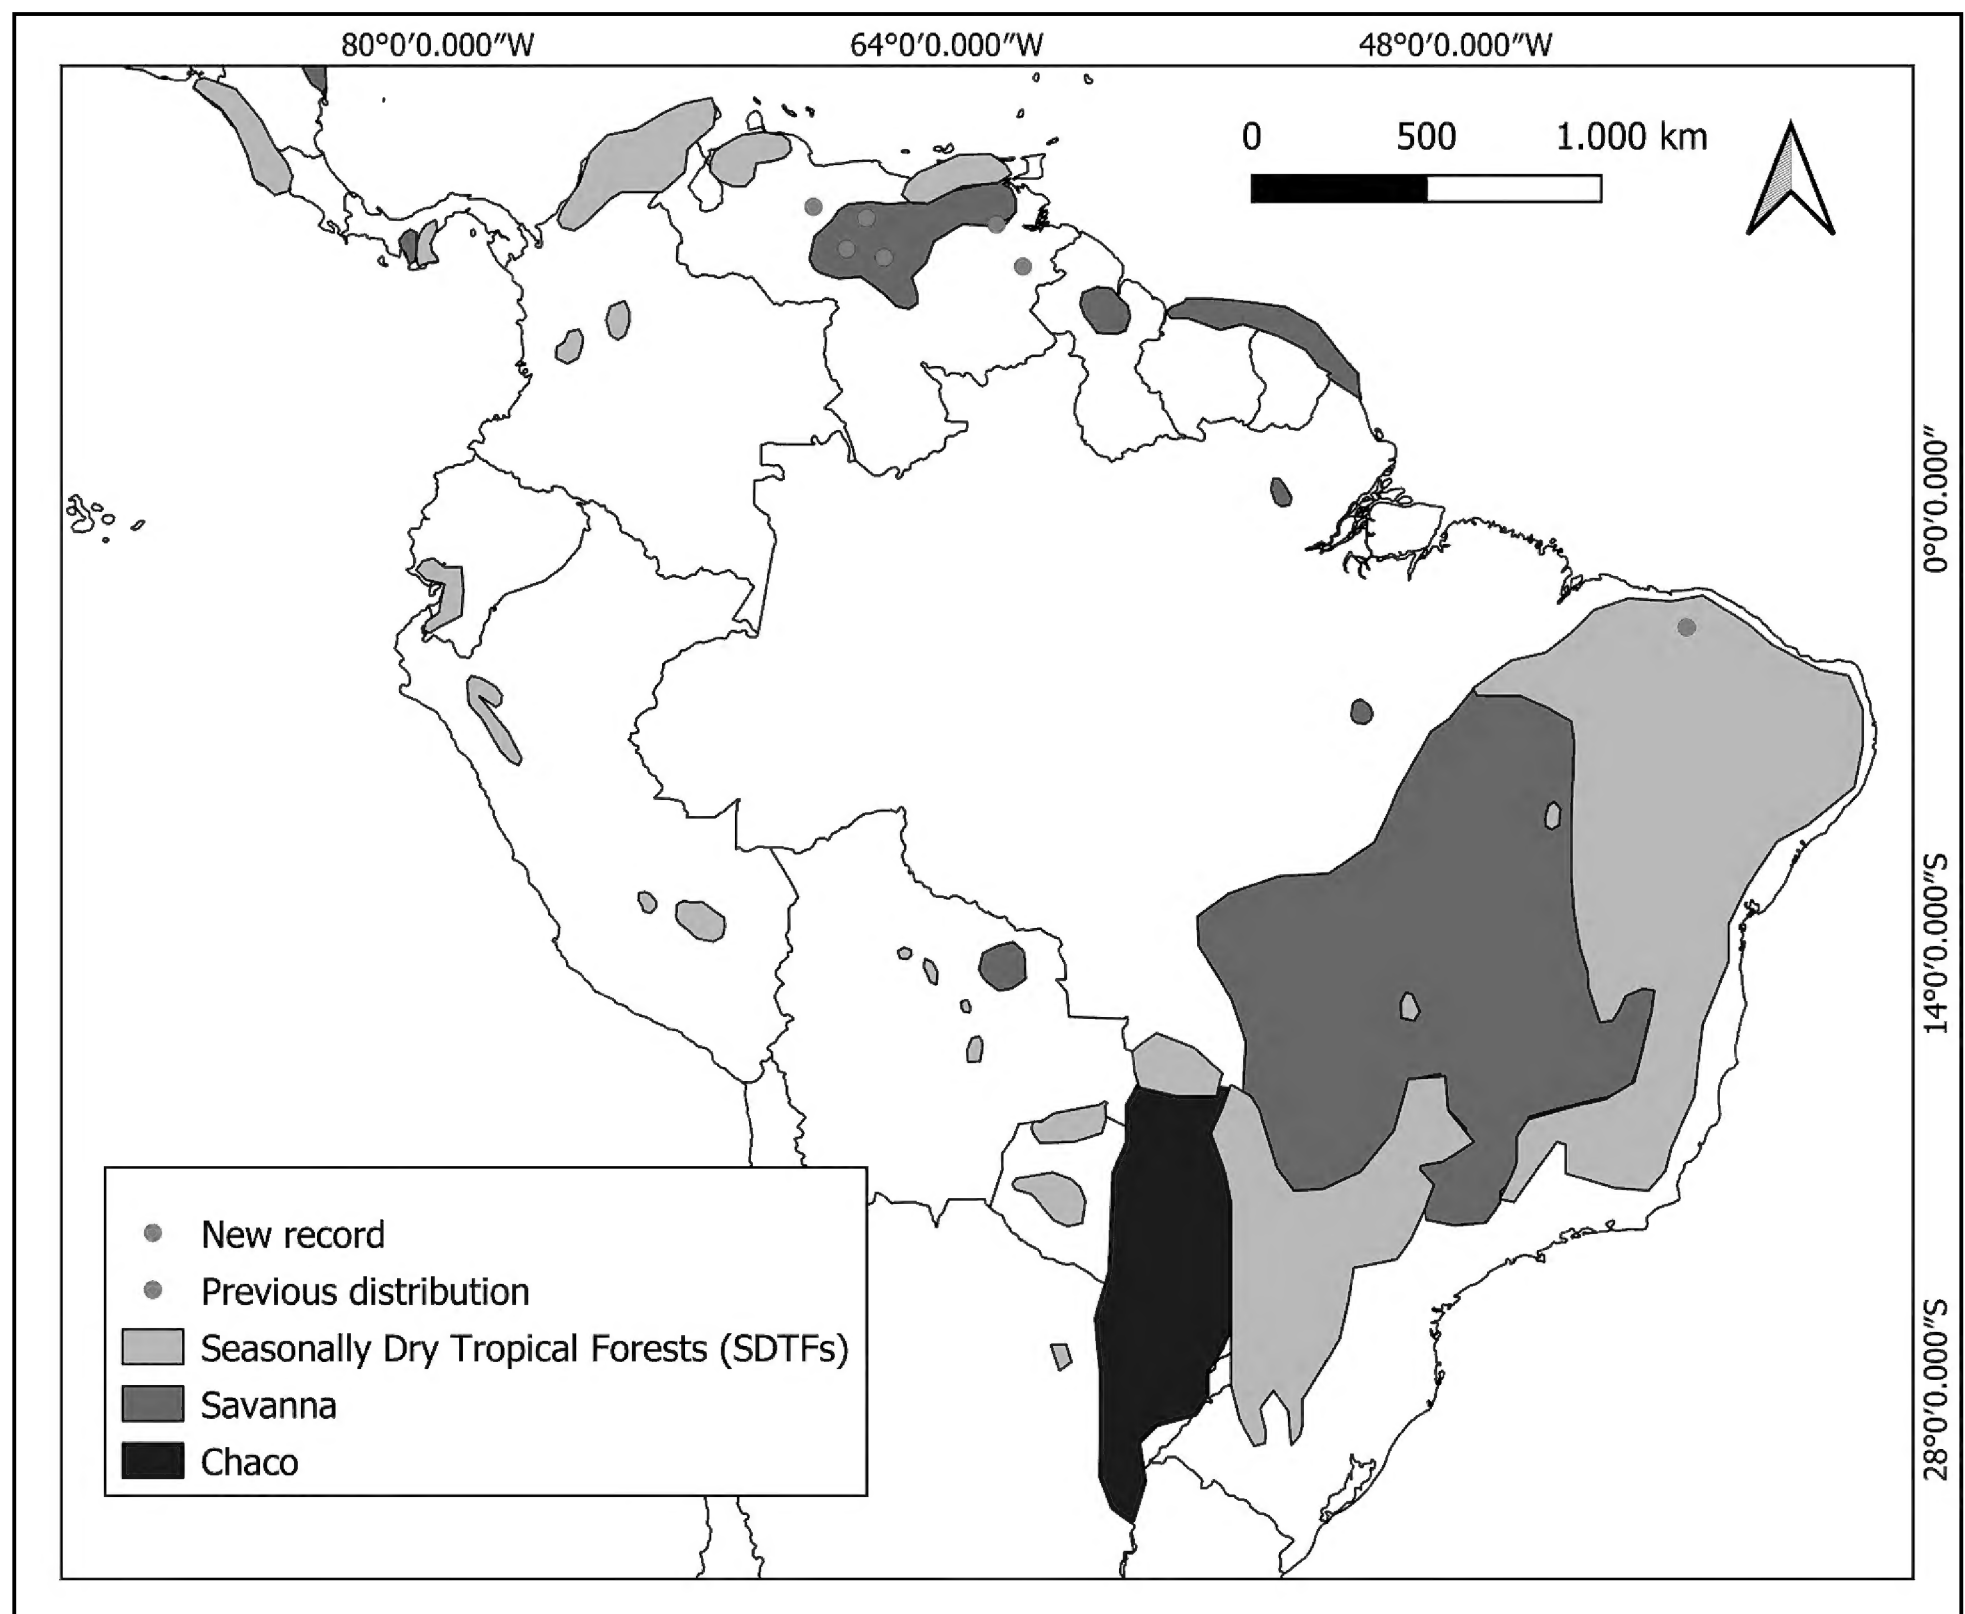 80°0′0.000″W 64°0′0.000″W 48°0′0.000″W
0 500 1.000 km
0°0′0.000″
14°0′0.000″S
28°0′0.000″S
New record
Previous distribution
Seasonally Dry Tropical Forests (SDTFs)
Savanna
Chaco